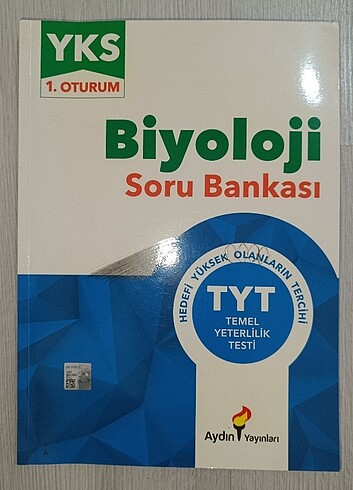 YKS
1. OTURUM
Biyoloji
Soru Bankası
HEDEFİ YÜKSEK OLANLARIN TERCİHİ
TYT
TEMEL
YETERLİLİK
TESTİ
Aydın Yayınları